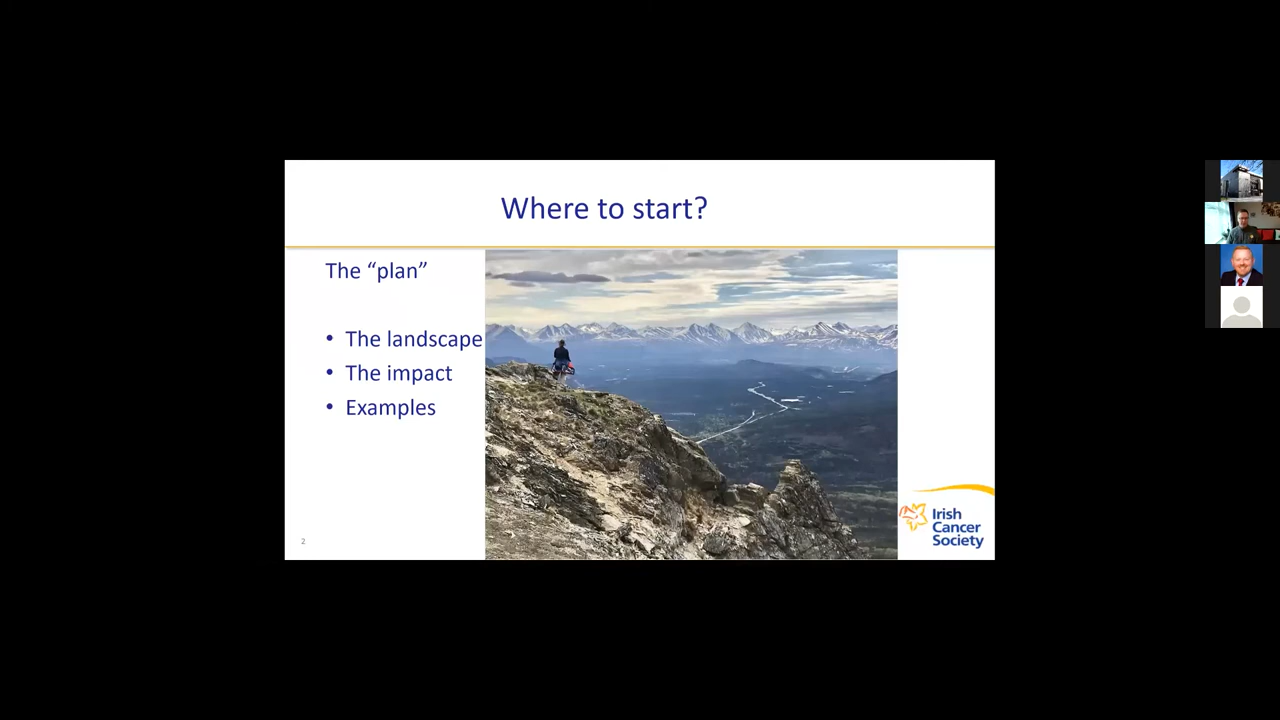 Where to start?
The “plan”
• The landscape
• The impact
• Examples
2
Irish
Cancer
Society